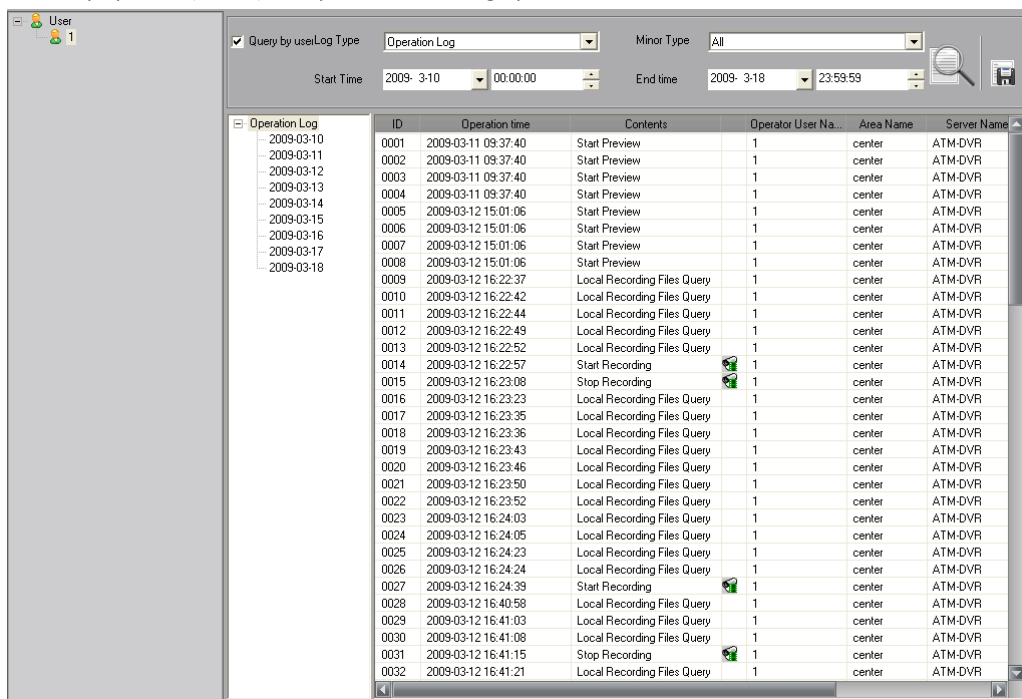 User
1
Query by user Log Type Operation Log Minor Type All
Start Time 2009- 3-10 00:00:00 End time 2009- 3-18 23:59:59
Operation Log
2009-03-10
2009-03-11
2009-03-12
2009-03-13
2009-03-14
2009-03-15
2009-03-16
2009-03-17
2009-03-18
ID Operation time Contents Operator User Na... Area Name Server Name
0001 2009-03-11 09:37:40 Start Preview 1 center ATM-DVR
0002 2009-03-11 09:37:40 Start Preview 1 center ATM-DVR
0003 2009-03-11 09:37:40 Start Preview 1 center ATM-DVR
0004 2009-03-11 09:37:40 Start Preview 1 center ATM-DVR
0005 2009-03-12 15:01:06 Start Preview 1 center ATM-DVR
0006 2009-03-12 15:01:06 Start Preview 1 center ATM-DVR
0007 2009-03-12 15:01:06 Start Preview 1 center ATM-DVR
0008 2009-03-12 15:01:06 Start Preview 1 center ATM-DVR
0009 2009-03-12 16:22:37 Local Recording Files Query 1 center ATM-DVR
0010 2009-03-12 16:22:42 Local Recording Files Query 1 center ATM-DVR
0011 2009-03-12 16:22:44 Local Recording Files Query 1 center ATM-DVR
0012 2009-03-12 16:22:49 Local Recording Files Query 1 center ATM-DVR
0013 2009-03-12 16:22:52 Local Recording Files Query 1 center ATM-DVR
0014 2009-03-12 16:22:57 Start Recording 1 center ATM-DVR
0015 2009-03-12 16:23:08 Stop Recording 1 center ATM-DVR
0016 2009-03-12 16:23:23 Local Recording Files Query 1 center ATM-DVR
0017 2009-03-12 16:23:35 Local Recording Files Query 1 center ATM-DVR
0018 2009-03-12 16:23:36 Local Recording Files Query 1 center ATM-DVR
0019 2009-03-12 16:23:43 Local Recording Files Query 1 center ATM-DVR
0020 2009-03-12 16:23:46 Local Recording Files Query 1 center ATM-DVR
0021 2009-03-12 16:23:50 Local Recording Files Query 1 center ATM-DVR
0022 2009-03-12 16:23:52 Local Recording Files Query 1 center ATM-DVR
0023 2009-03-12 16:24:03 Local Recording Files Query 1 center ATM-DVR
0024 2009-03-12 16:24:05 Local Recording Files Query 1 center ATM-DVR
0025 2009-03-12 16:24:23 Local Recording Files Query 1 center ATM-DVR
0026 2009-03-12 16:24:24 Local Recording Files Query 1 center ATM-DVR
0027 2009-03-12 16:24:39 Start Recording 1 center ATM-DVR
0028 2009-03-12 16:40:58 Local Recording Files Query 1 center ATM-DVR
0029 2009-03-12 16:41:03 Local Recording Files Query 1 center ATM-DVR
0030 2009-03-12 16:41:08 Local Recording Files Query 1 center ATM-DVR
0031 2009-03-12 16:41:15 Stop Recording 1 center ATM-DVR
0032 2009-03-12 16:41:21 Local Recording Files Query 1 center ATM-DVR